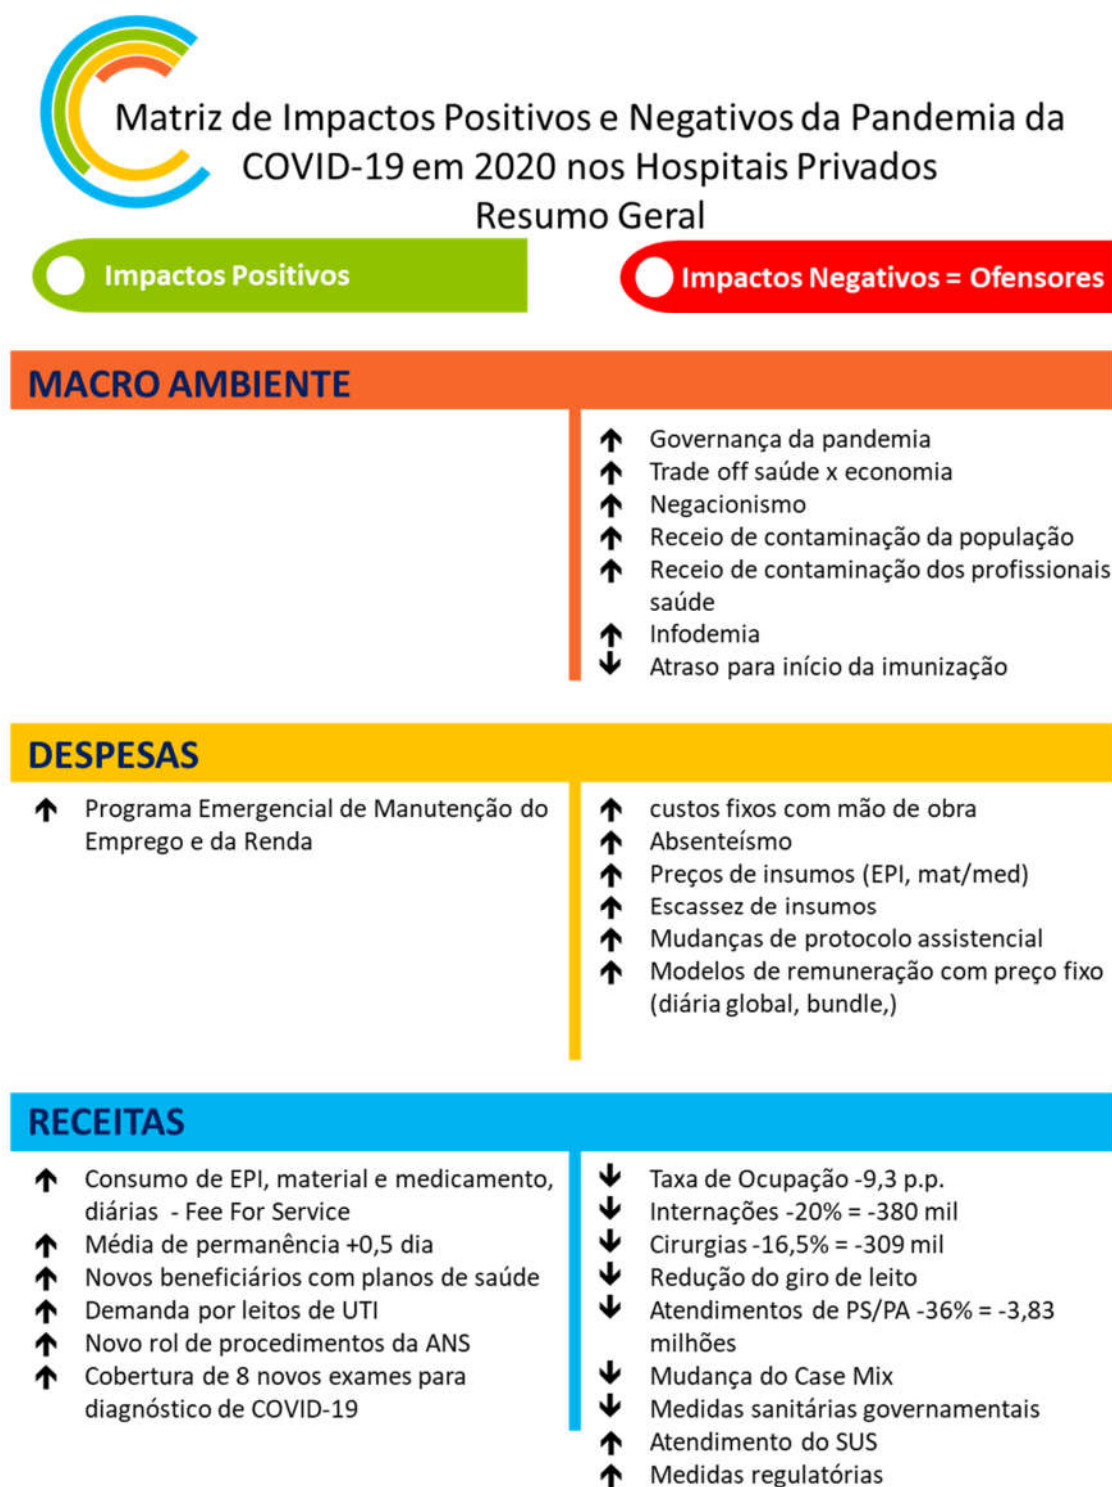 Matriz de Impactos Positivos e Negativos da Pandemia da
COVID-19 em 2020 nos Hospitais Privados
Resumo Geral
Impactos Positivos
Impactos Negativos = Ofensores
MACRO AMBIENTE
↑ Governança da pandemia
↑ Trade off saúde x economia
↑ Negacionismo
↑ Receio de contaminação da população
↑ Receio de contaminação dos profissionais
saúde
↑ Infodemia
↓ Atraso para início da imunização
DESPESAS
↑ Programa Emergencial de Manutenção do
Emprego e da Renda
↑ custos fixos com mão de obra
↑ Absenteísmo
↑ Preços de insumos (EPI, mat/med)
↑ Escassez de insumos
↑ Mudanças de protocolo assistencial
↑ Modelos de remuneração com preço fixo
(diária global, bundle,)
RECEITAS
↑ Consumo de EPI, material e medicamento,
diárias - Fee For Service
↑ Média de permanência +0,5 dia
↑ Novos beneficiários com planos de saúde
↑ Demanda por leitos de UTI
↑ Novo rol de procedimentos da ANS
↑ Cobertura de 8 novos exames para
diagnóstico de COVID-19
↓ Taxa de Ocupação -9,3 p.p.
↓ Internações -20% = -380 mil
↓ Cirurgias -16,5% = -309 mil
↓ Redução do giro de leito
↓ Atendimentos de PS/PA -36% = -3,83
milhões
↓ Mudança do Case Mix
↓ Medidas sanitárias governamentais
↑ Atendimento do SUS
↑ Medidas regulatórias